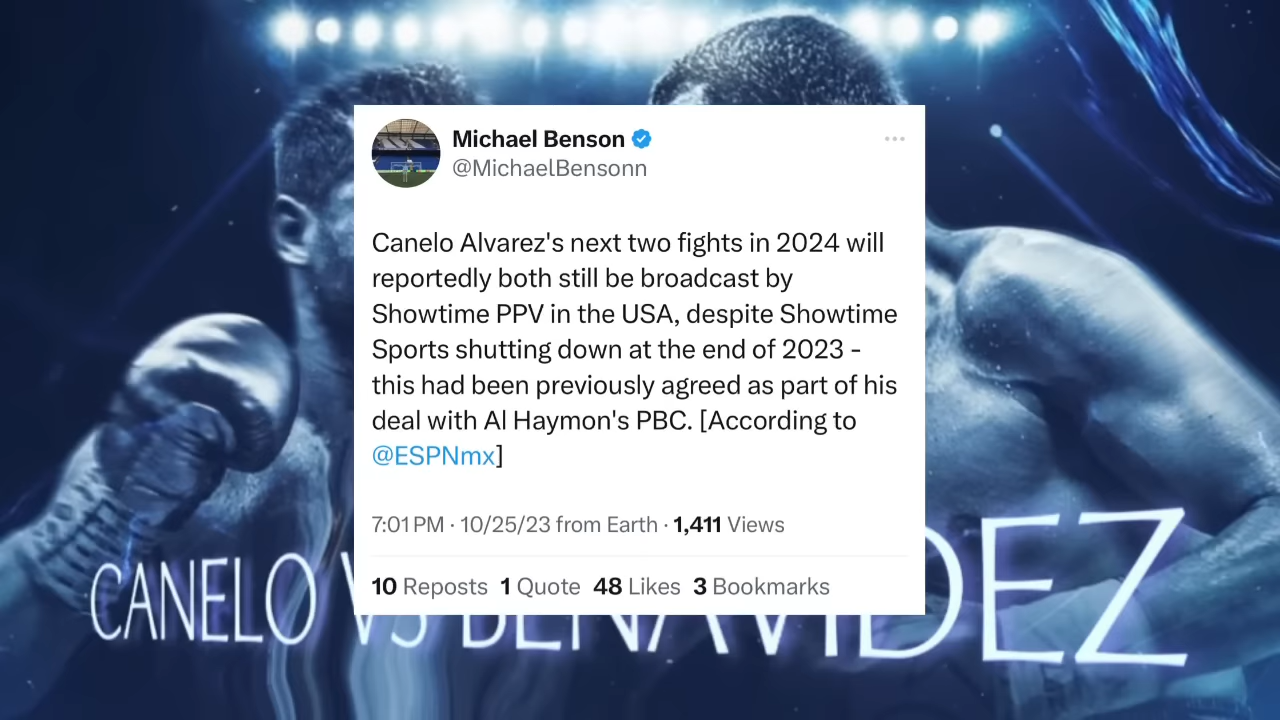 Michael Benson
@MichaelBensonn
Canelo Alvarez's next two fights in 2024 will
reportedly both still be broadcast by
Showtime PPV in the USA, despite Showtime
Sports shutting down at the end of 2023 -
this had been previously agreed as part of his
deal with Al Haymon's PBC. [According to
@ESPNmx]
7:01 PM · 10/25/23 from Earth · 1,411 Views
10 Reposts 1 Quote 48 Likes 3 Bookmarks
CANELO VS BENAVIDEZ